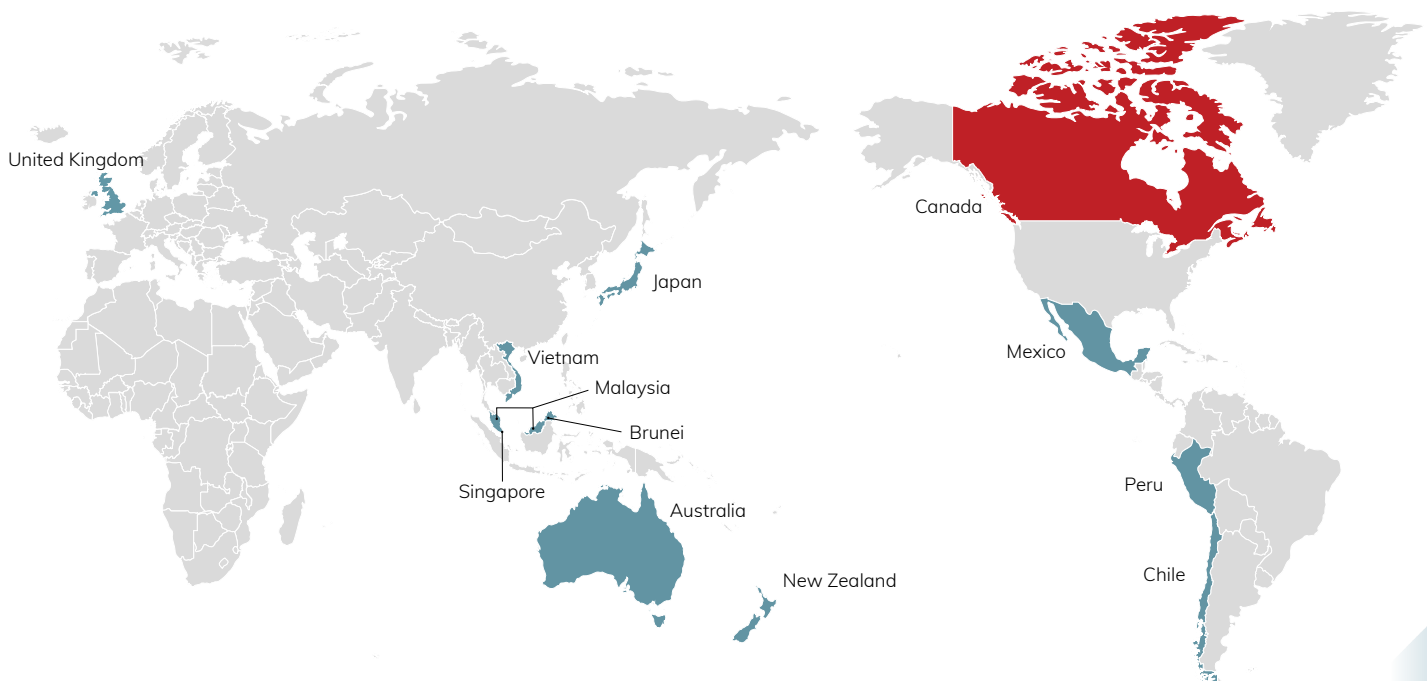 United Kingdom
Canada
Japan
Mexico
Vietnam
Malaysia
Brunei
Peru
Singapore
Australia
Chile
New Zealand